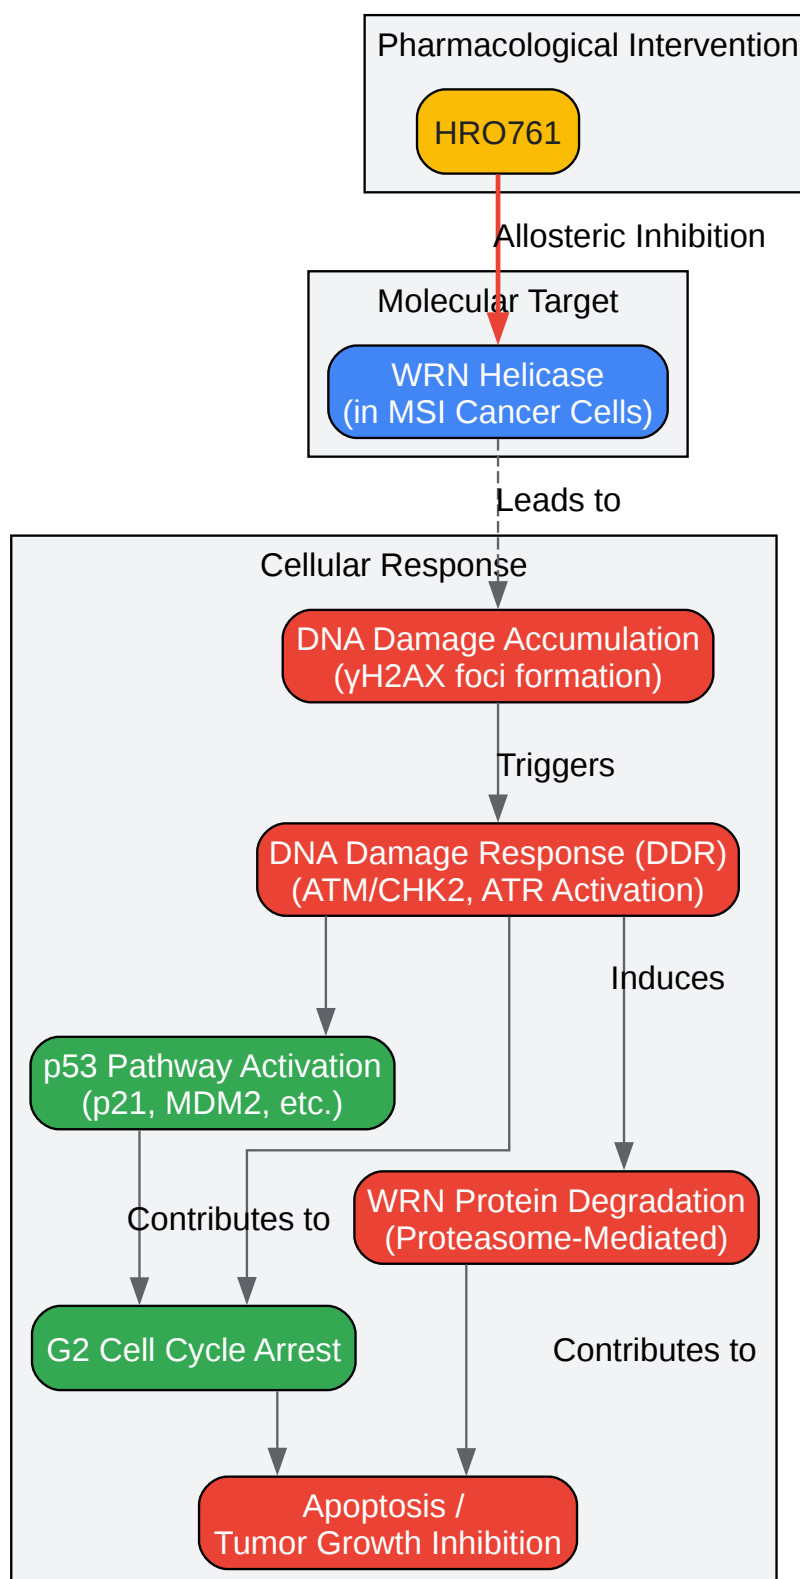 Pharmacological Intervention
HRO761
Allosteric Inhibition
Molecular Target
WRN Helicase
(in MSI Cancer Cells)
Leads to
Cellular Response
DNA Damage Accumulation
(γH2AX foci formation)
Triggers
DNA Damage Response (DDR)
(ATM/CHK2, ATR Activation)
Induces
p53 Pathway Activation
(p21, MDM2, etc.)
WRN Protein Degradation
(Proteasome-Mediated)
Contributes to
G2 Cell Cycle Arrest
Contributes to
Apoptosis /
Tumor Growth Inhibition